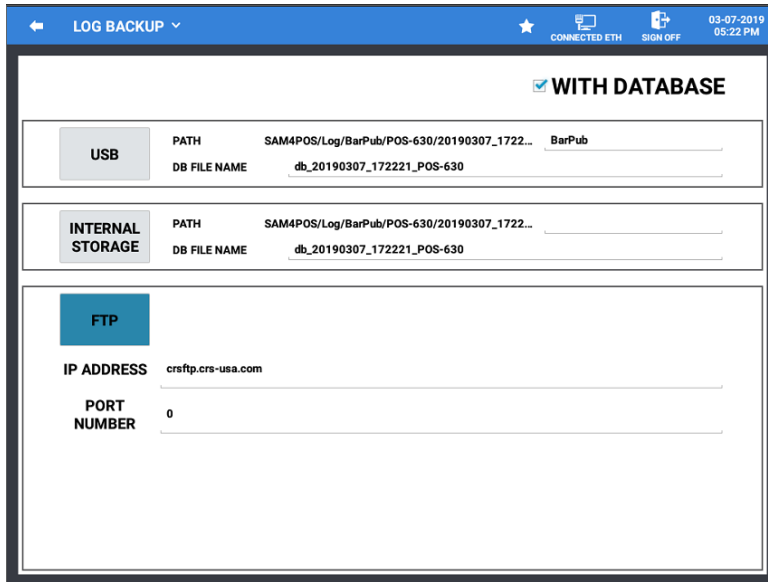 LOG BACKUP
CONNECTED ETH
SIGN OFF
03-07-2019
05:22 PM
WITH DATABASE
USB
PATH SAM4POS/Log/BarPub/POS-630/20190307_1722... BarPub
DB FILE NAME db_20190307_172221_POS-630
INTERNAL
STORAGE
PATH SAM4POS/Log/BarPub/POS-630/20190307_1722...
DB FILE NAME db_20190307_172221_POS-630
FTP
IP ADDRESS crsftp.crs-usa.com
PORT
NUMBER
0